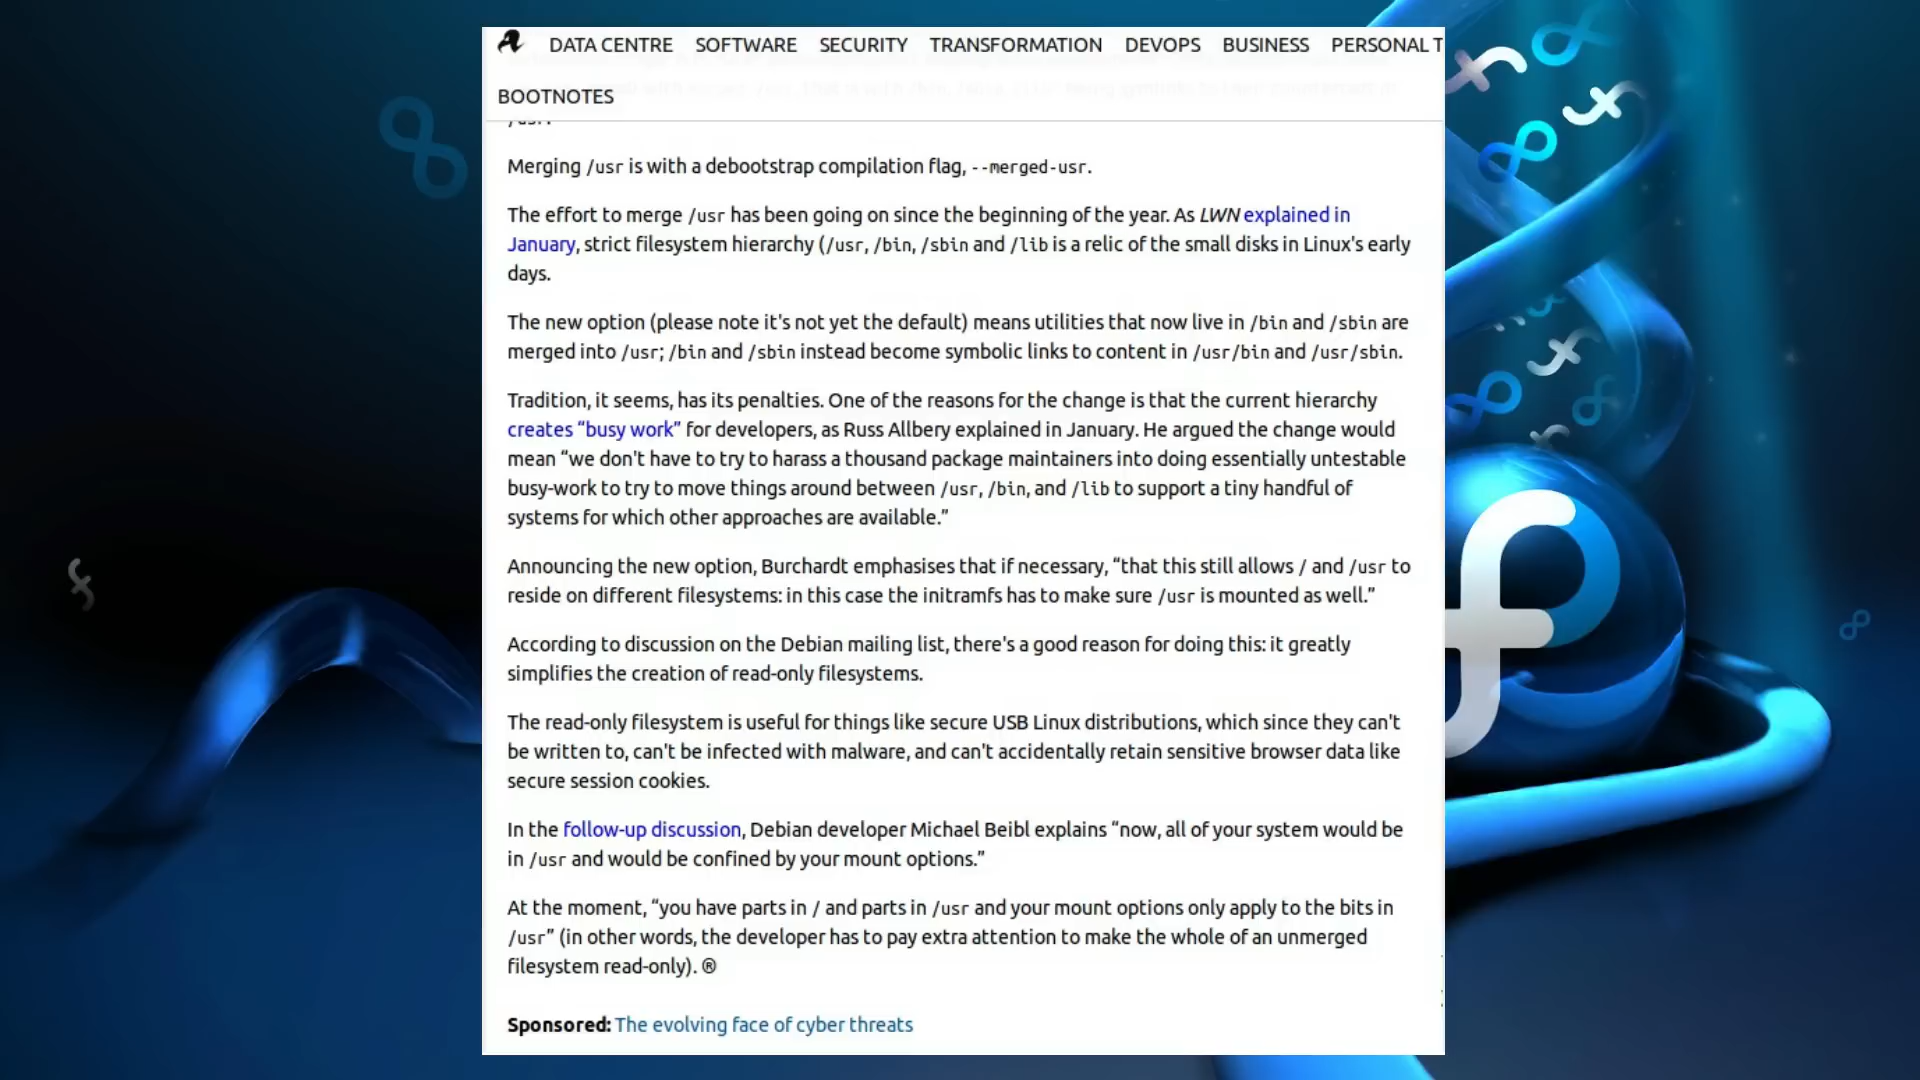 DATA CENTRE SOFTWARE SECURITY TRANSFORMATION DEVOPS BUSINESS PERSONAL T
BOOTNOTES
/usr.
Merging /usr is with a debootstrap compilation flag, --merged-usr.
The effort to merge /usr has been going on since the beginning of the year. As LWN explained in
January, strict filesystem hierarchy (/usr, /bin, /sbin and /lib is a relic of the small disks in Linux's early
days.
The new option (please note it's not yet the default) means utilities that now live in /bin and /sbin are
merged into /usr; /bin and /sbin instead become symbolic links to content in /usr/bin and /usr/sbin.
Tradition, it seems, has its penalties. One of the reasons for the change is that the current hierarchy
creates “busy work” for developers, as Russ Allbery explained in January. He argued the change would
mean “we don't have to try to harass a thousand package maintainers into doing essentially untestable
busy-work to try to move things around between /usr, /bin, and /lib to support a tiny handful of
systems for which other approaches are available.”
Announcing the new option, Burchardt emphasises that if necessary, “that this still allows / and /usr to
reside on different filesystems: in this case the initramfs has to make sure /usr is mounted as well.”
According to discussion on the Debian mailing list, there's a good reason for doing this: it greatly
simplifies the creation of read-only filesystems.
The read-only filesystem is useful for things like secure USB Linux distributions, which since they can't
be written to, can't be infected with malware, and can't accidentally retain sensitive browser data like
secure session cookies.
In the follow-up discussion, Debian developer Michael Beibl explains “now, all of your system would be
in /usr and would be confined by your mount options.”
At the moment, “you have parts in / and parts in /usr and your mount options only apply to the bits in
/usr” (in other words, the developer has to pay extra attention to make the whole of an unmerged
filesystem read-only). ®
Sponsored: The evolving face of cyber threats